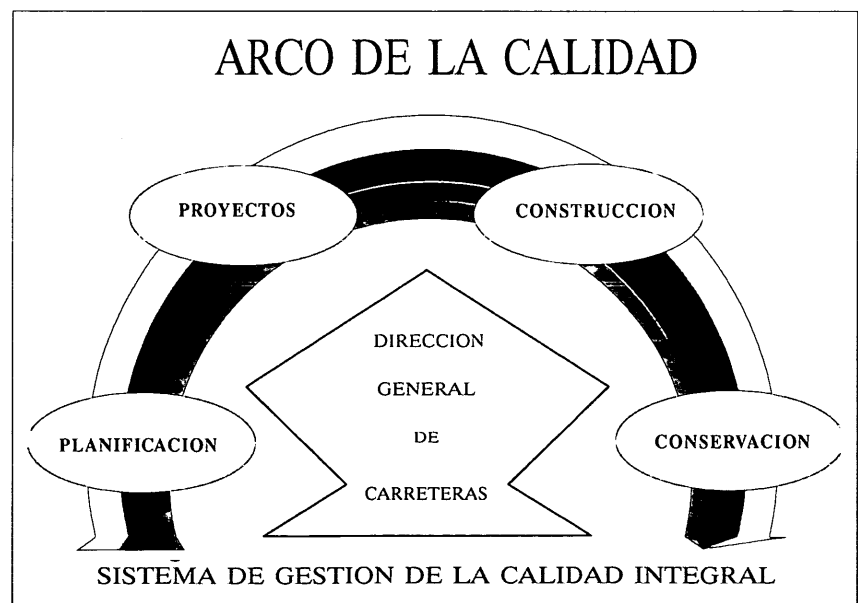 ARCO DE LA CALIDAD
PROYECTOS
CONSTRUCCION
DIRECCION
GENERAL
DE
CARRETERAS
PLANIFICACION
CONSERVACION
SISTEMA DE GESTION DE LA CALIDAD INTEGRAL